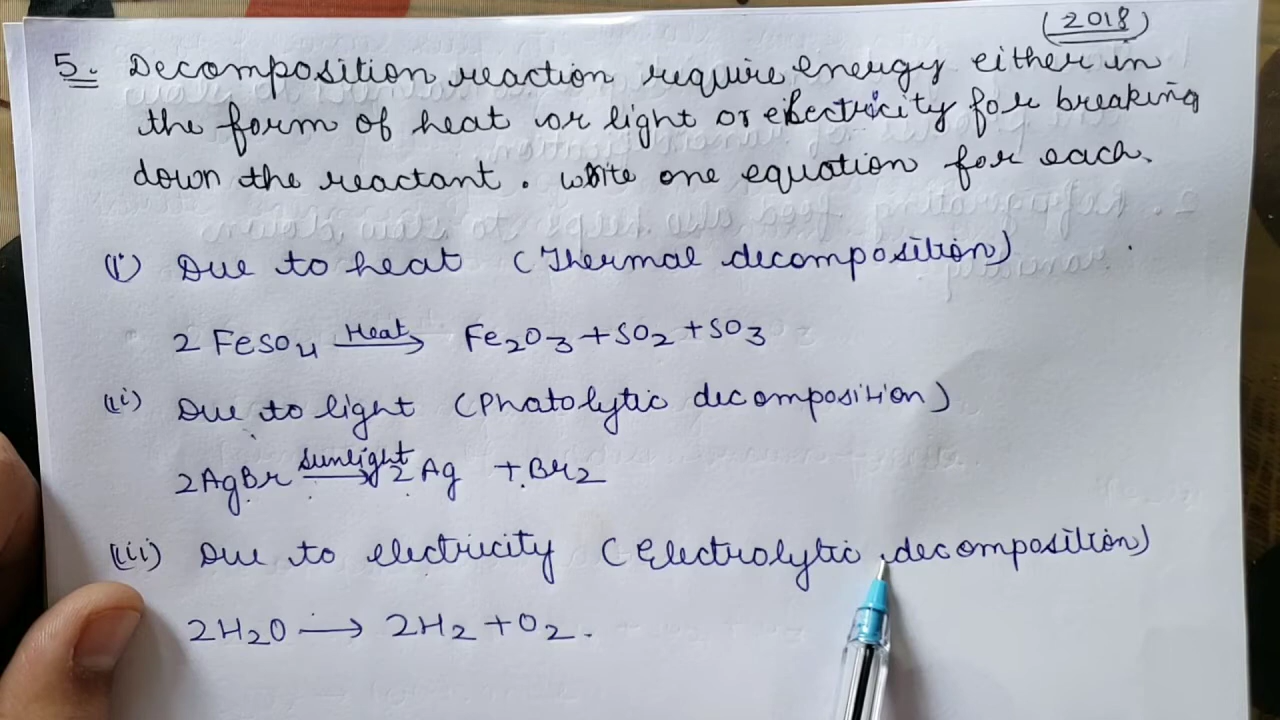 (2018)
5. Decomposition reaction require energy either in
the form of heat or light or electricity for breaking
down the reactant. Write one equation for each.
(i) Due to heat (Thermal decomposition)
2 FeSO4 Heat→ Fe2O3 + SO2 + SO3
(ii) Due to light (Photolytic decomposition)
2AgBr Sunlight→ 2Ag + Br2
(iii) Due to electricity (Electrolytic decomposition)
2H2O → 2H2 + O2.